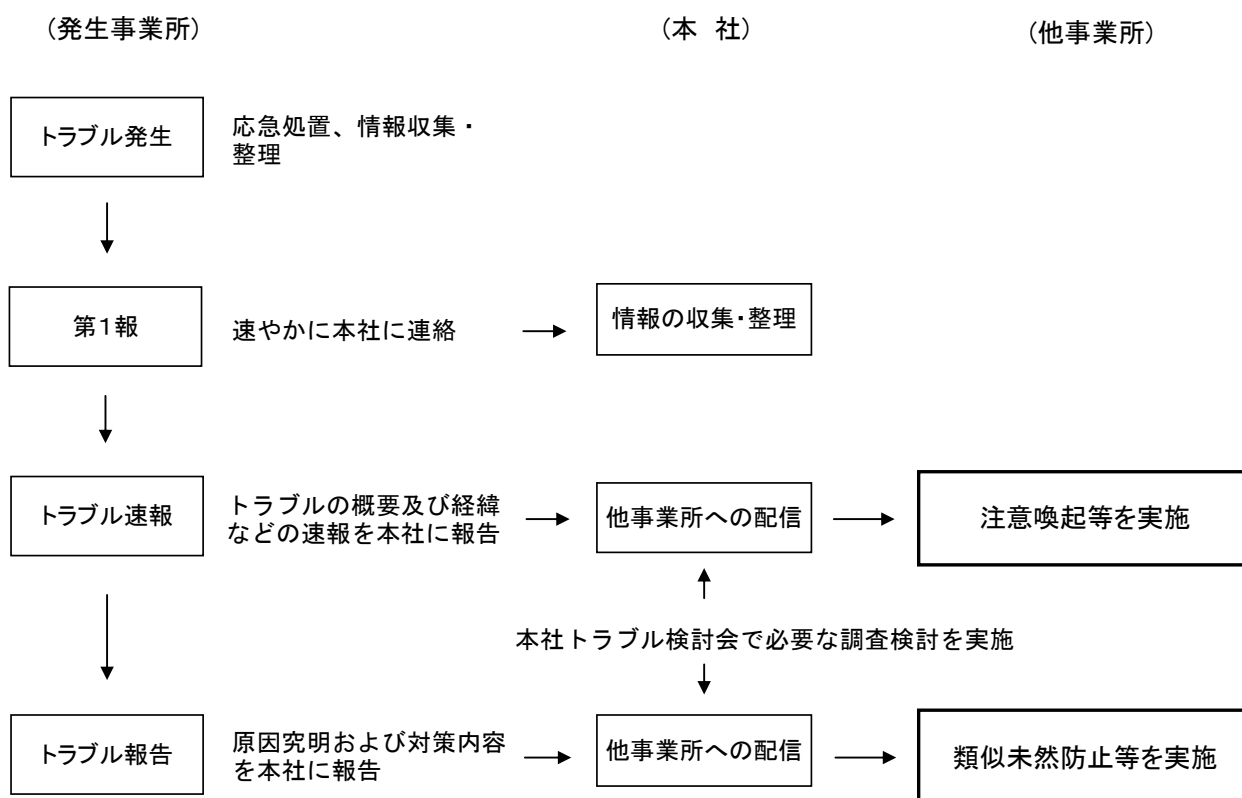 (発生事業所)
(本 社)
(他事業所)
トラブル発生
応急処置、情報収集・
整理
第1報
速やかに本社に連絡
情報の収集・整理
トラブル速報
トラブルの概要及び経緯
などの速報を本社に報告
他事業所への配信
注意喚起等を実施
本社トラブル検討会で必要な調査検討を実施
トラブル報告
原因究明および対策内容
を本社に報告
他事業所への配信
類似未然防止等を実施